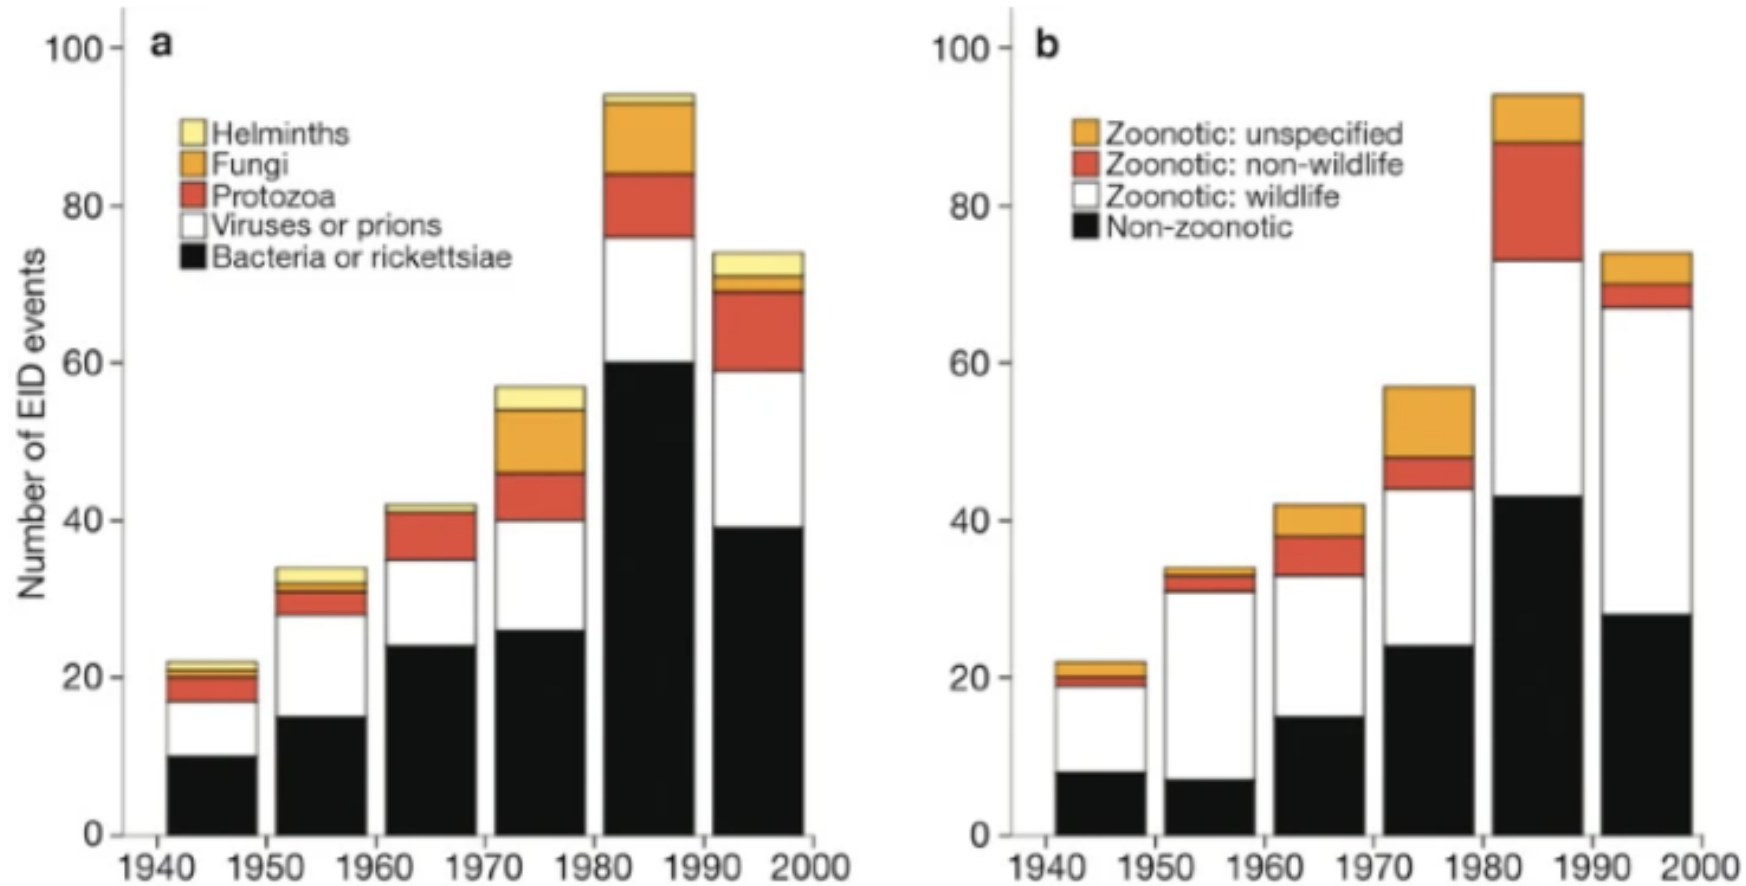 a
100
80
60
40
20
0
Number of EID events
Helminths
Fungi
Protozoa
Viruses or prions
Bacteria or rickettsiae
1940 1950 1960 1970 1980 1990 2000
b
100
80
60
40
20
0
Zoonotic: unspecified
Zoonotic: non-wildlife
Zoonotic: wildlife
Non-zoonotic
1940 1950 1960 1970 1980 1990 2000